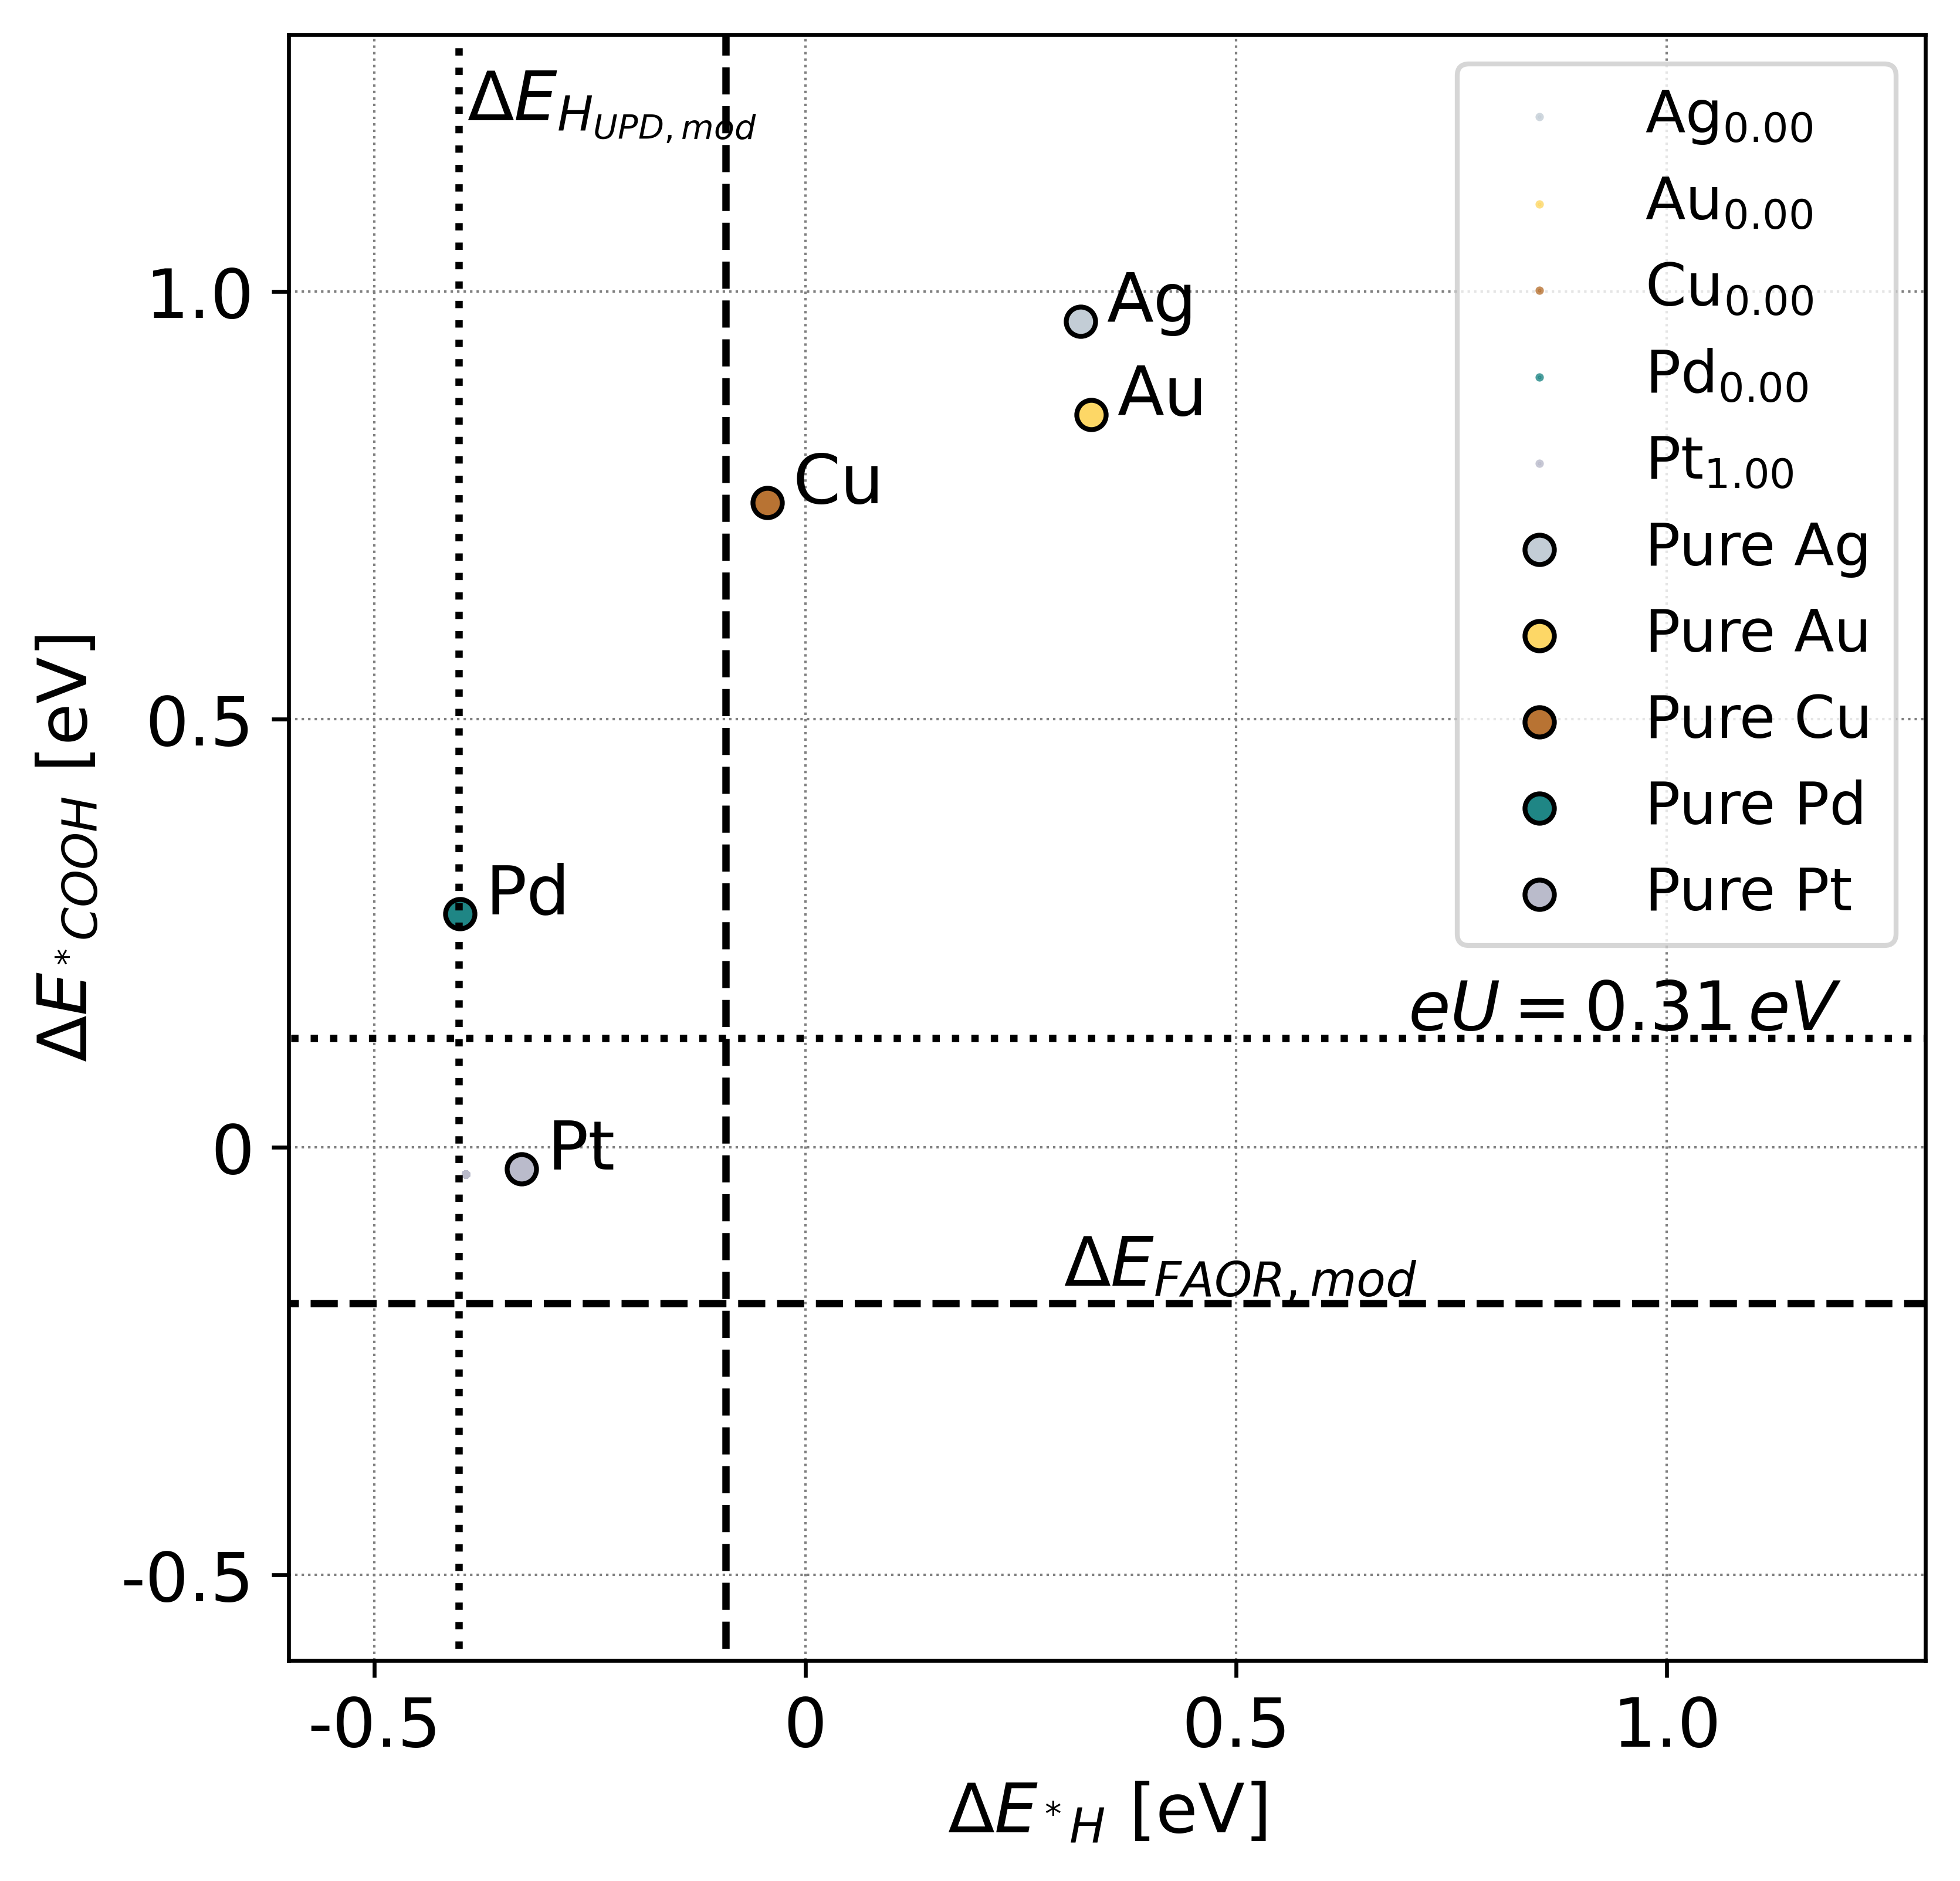 ΔE_{H_{UPD, mod}}
Ag_{0.00}
Au_{0.00}
Cu_{0.00}
Pd_{0.00}
Pt_{1.00}
Pure Ag
Pure Au
Pure Cu
Pure Pd
Pure Pt
Ag
Au
Cu
Pd
Pt
eU = 0.31 eV
ΔE_{FAOR, mod}
ΔE_{*COOH} [eV]
1.0
0.5
0
-0.5
-0.5
0
0.5
1.0
ΔE_{*H} [eV]